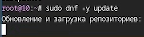 root@10:~# sudo dnf -y update
Обновление и загрузка репозиториев: